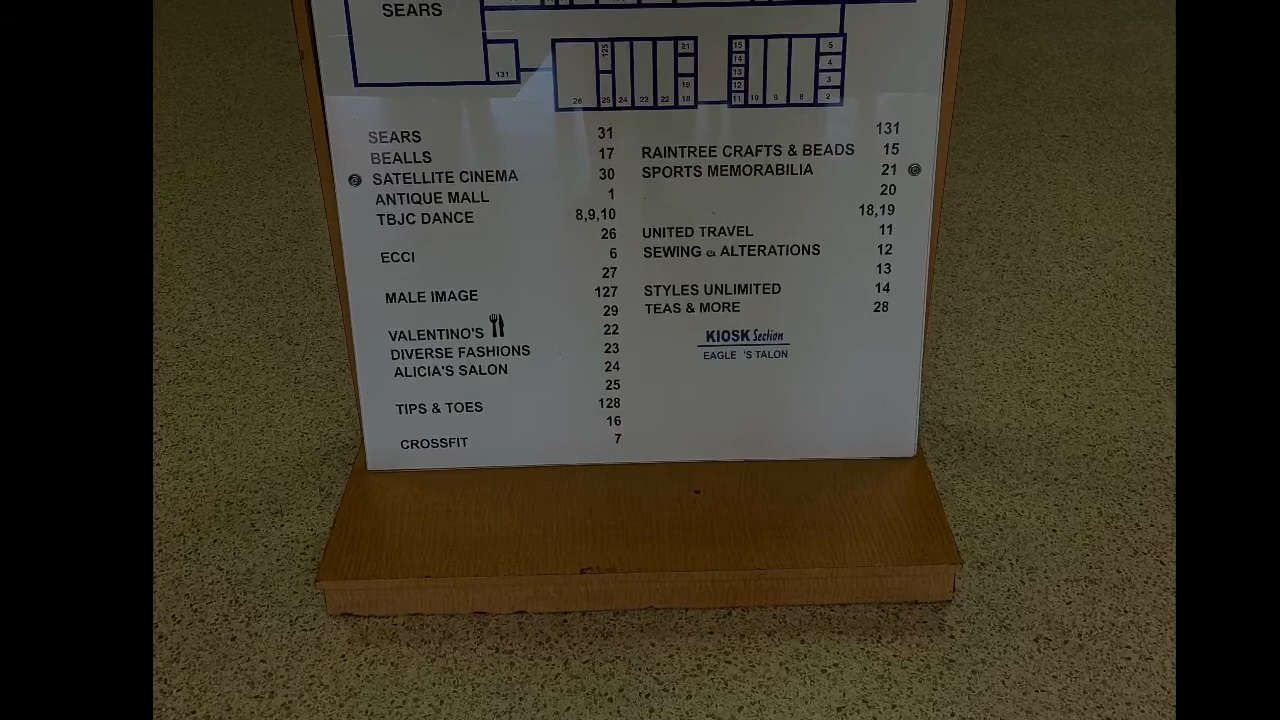 SEARS
131
26
125
25
24
23
22
21
19
18
15
14
13
12
11
10
9
8
5
4
3
2
SEARS 31
BEALLS 17
SATELLITE CINEMA 30
ANTIQUE MALL 1
TBJC DANCE 8,9,10
26
ECCI 6
27
MALE IMAGE 127
29
VALENTINO'S 22
DIVERSE FASHIONS 23
ALICIA'S SALON 24
25
TIPS & TOES 128
16
CROSSFIT 7
131
RAINTREE CRAFTS & BEADS 15
SPORTS MEMORABILIA 21
20
18,19
UNITED TRAVEL 11
SEWING & ALTERATIONS 12
13
STYLES UNLIMITED 14
TEAS & MORE 28
KIOSK Section
EAGLE 'S TALON